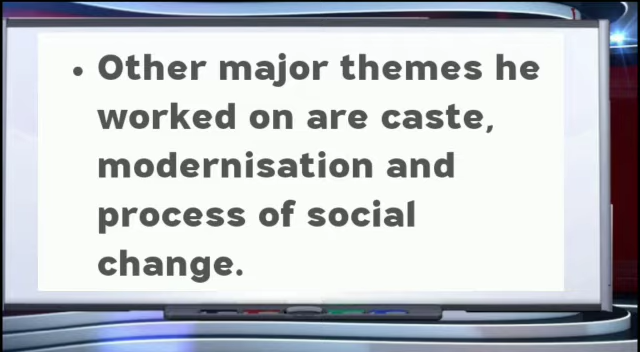 • Other major themes he
worked on are caste,
modernisation and
process of social
change.